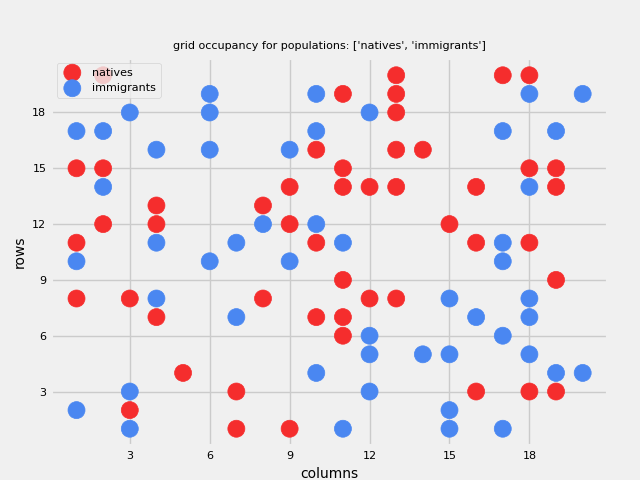 grid occupancy for populations: ['natives', 'immigrants']
natives
immigrants
18
15
12
9
6
3
rows
3 6 9 12 15 18
columns